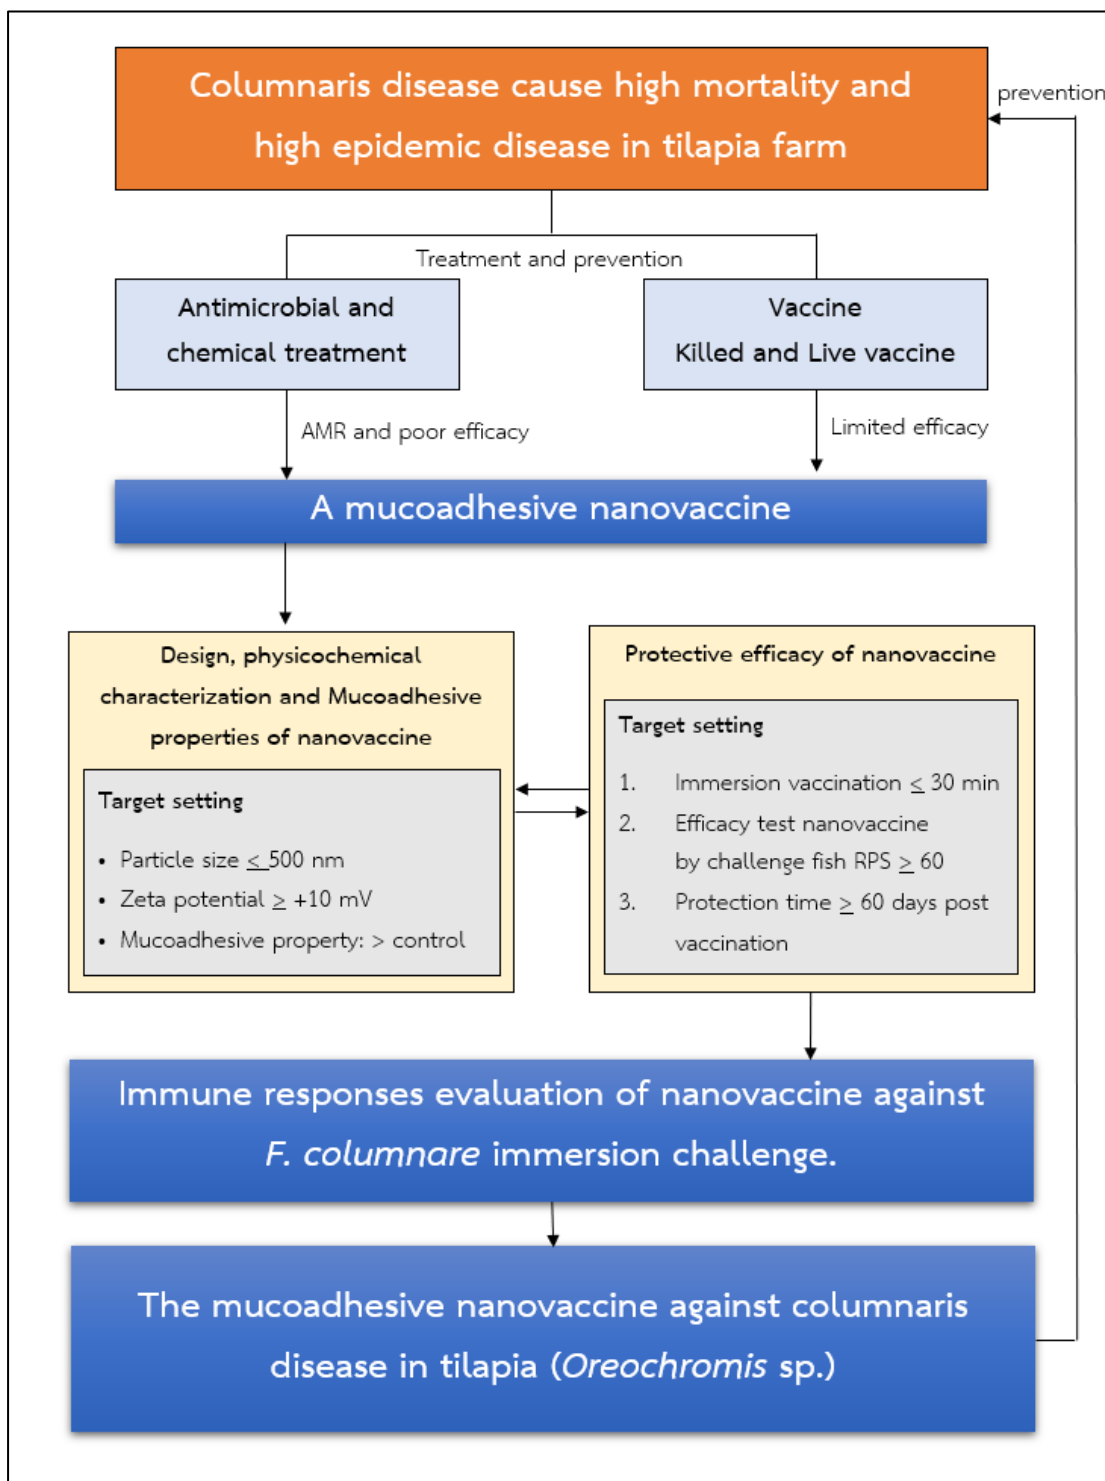 Columnaris disease cause high mortality and
high epidemic disease in tilapia farm
prevention
Treatment and prevention
Antimicrobial and
chemical treatment
Vaccine
Killed and Live vaccine
AMR and poor efficacy
Limited efficacy
A mucoadhesive nanovaccine
Design, physicochemical
characterization and Mucoadhesive
properties of nanovaccine
Target setting
• Particle size ≤ 500 nm
• Zeta potential ≥ +10 mV
• Mucoadhesive property: > control
Protective efficacy of nanovaccine
Target setting
1. Immersion vaccination ≤ 30 min
2. Efficacy test nanovaccine
by challenge fish RPS ≥ 60
3. Protection time ≥ 60 days post
vaccination
Immune responses evaluation of nanovaccine against
F. columnare immersion challenge.
The mucoadhesive nanovaccine against columnaris
disease in tilapia (Oreochromis sp.)